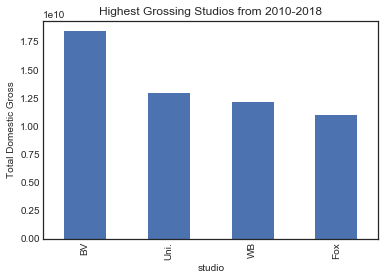 Highest Grossing Studios from 2010-2018
1e10
1.75
1.50
1.25
1.00
0.75
0.50
0.25
0.00
Total Domestic Gross
BV
Uni.
WB
Fox
studio